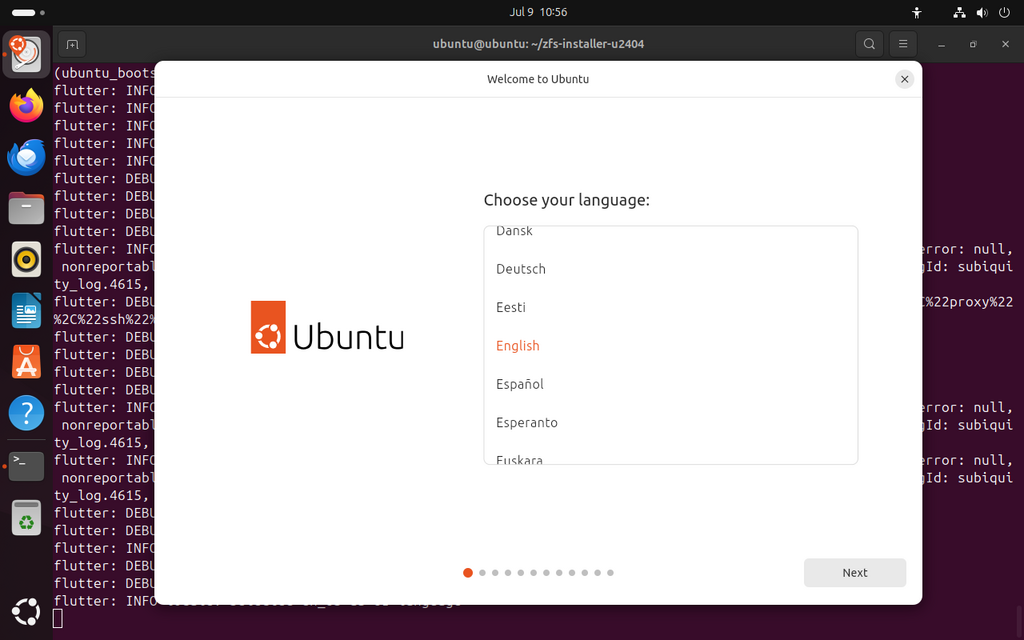 Jul 9 10:56
ubuntu@ubuntu: ~/zfs-installer-u2404
(ubuntu_boots
flutter: INFO
flutter: INFO
flutter: INFO
flutter: INFO
flutter: INFO
flutter: DEBU
flutter: DEBU
flutter: DEBU
flutter: DEBU
flutter: INFO error: null,
nonreportabl gId: subiqui
ty_log.4615,
flutter: DEBU C%22proxy%22
%2C%22ssh%22%
flutter: DEBU
flutter: DEBU
flutter: DEBU
flutter: DEBU
flutter: INFO error: null,
nonreportabl gId: subiqui
ty_log.4615,
flutter: INFO error: null,
nonreportabl gId: subiqui
ty_log.4615,
flutter: DEBU
flutter: DEBU
flutter: INFO
flutter: DEBU
flutter: DEBU
flutter: INFO
Welcome to Ubuntu
Ubuntu
Choose your language:
Dansk
Deutsch
Eesti
English
Español
Esperanto
Euskara
Next